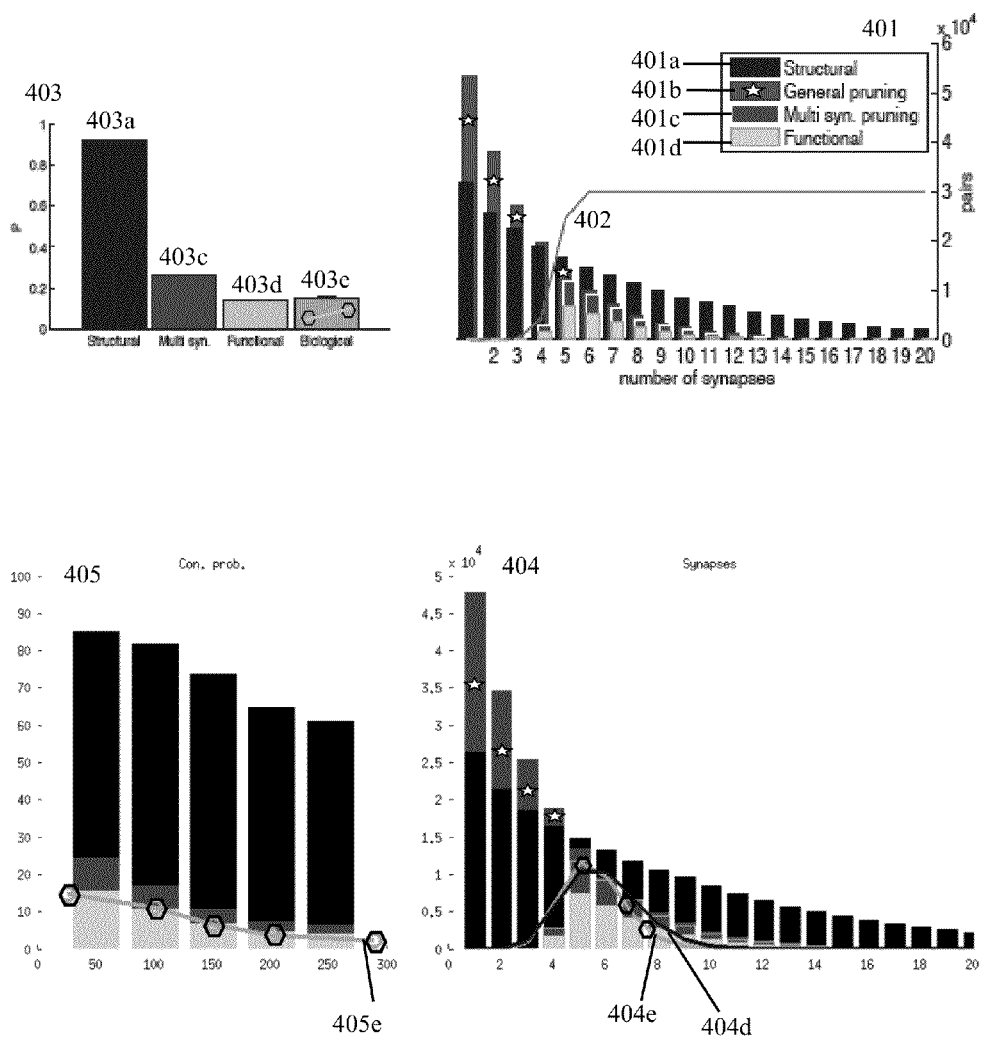 401
x 10⁴
403
403a
403c
403d
403e
1
0.8
0.6
0.4
0.2
0
P
Structural Multi syn. Functional Biological
401a Structural
401b General pruning
401c Multi syn. pruning
401d Functional
402
6
5
4
3
2
1
0
pairs
2 3 4 5 6 7 8 9 10 11 12 13 14 15 16 17 18 19 20
number of synapses
405
Con. prob.
100
90
80
70
60
50
40
30
20
10
0
0 50 100 150 200 250 300
405e
x 10⁴
404
Synapses
5
4.5
4
3.5
3
2.5
2
1.5
1
0.5
0
0 2 4 6 8 10 12 14 16 18 20
404e
404d